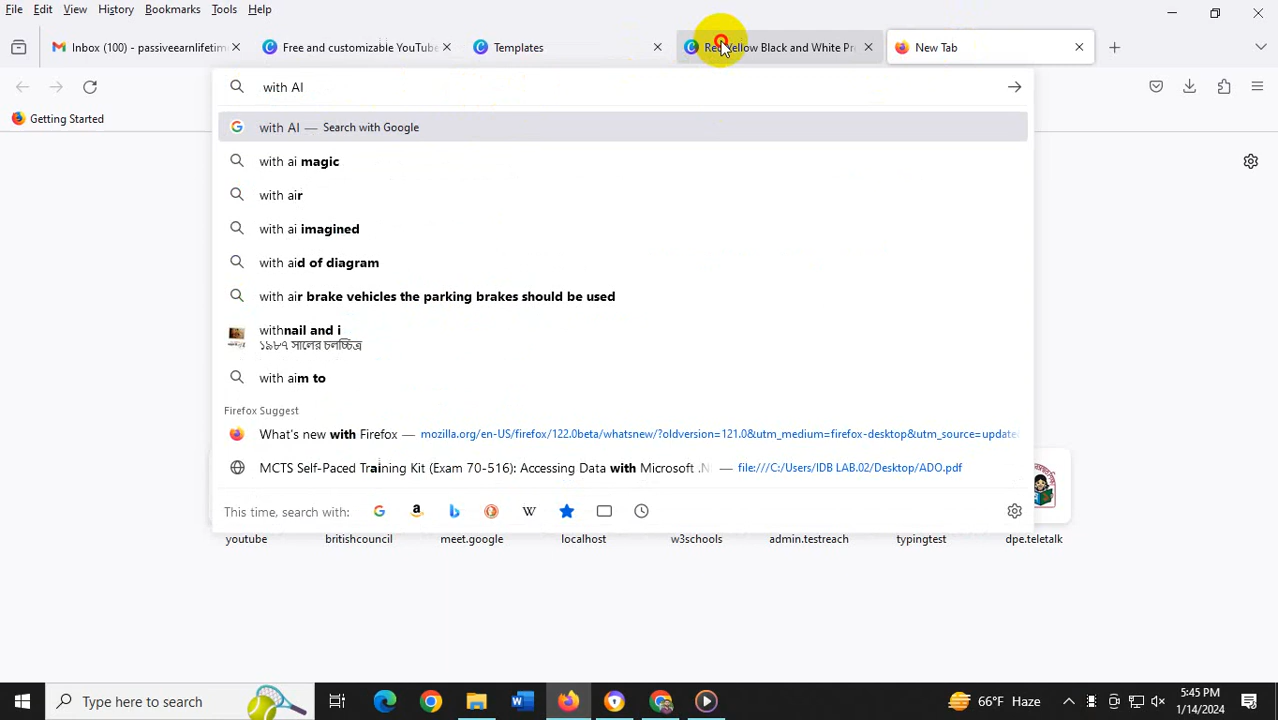 File Edit View History Bookmarks Tools Help
Inbox (100) - passiveearnlifetim
Free and customizable YouTube
Templates
Red Yellow Black and White Pr
New Tab
with AI
Getting Started
with AI — Search with Google
with ai magic
with air
with ai imagined
with aid of diagram
with air brake vehicles the parking brakes should be used
withnail and i
১৯৮৭ সালের চলচ্চিত্র
with aim to
Firefox Suggest
What's new with Firefox — mozilla.org/en-US/firefox/122.0beta/whatsnew/?oldversion=121.0&utm_medium=firefox-desktop&utm_source=update
MCTS Self-Paced Training Kit (Exam 70-516): Accessing Data with Microsoft .N — file:///C:/Users/IDB LAB.02/Desktop/ADO.pdf
This time, search with:
youtube britishcouncil meet.google localhost w3schools admin.testreach typingtest dpe.teletalk
Type here to search
66°F Haze
5:45 PM
1/14/2024